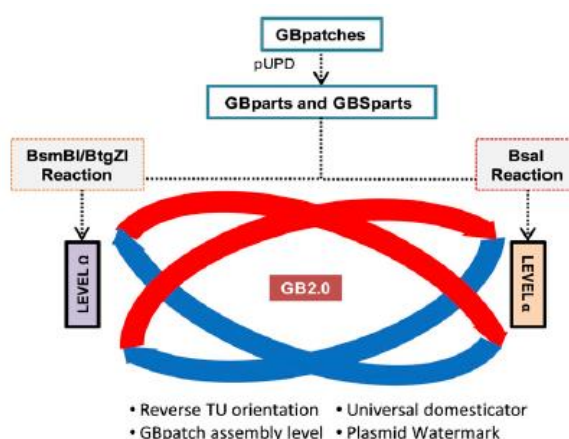 GBpatches
pUPD
GBparts and GBSparts
BsmBI/BtgZI
Reaction
BsaI
Reaction
LEVEL Ω
GB2.0
LEVEL α
• Reverse TU orientation • Universal domesticator
• GBpatch assembly level • Plasmid Watermark